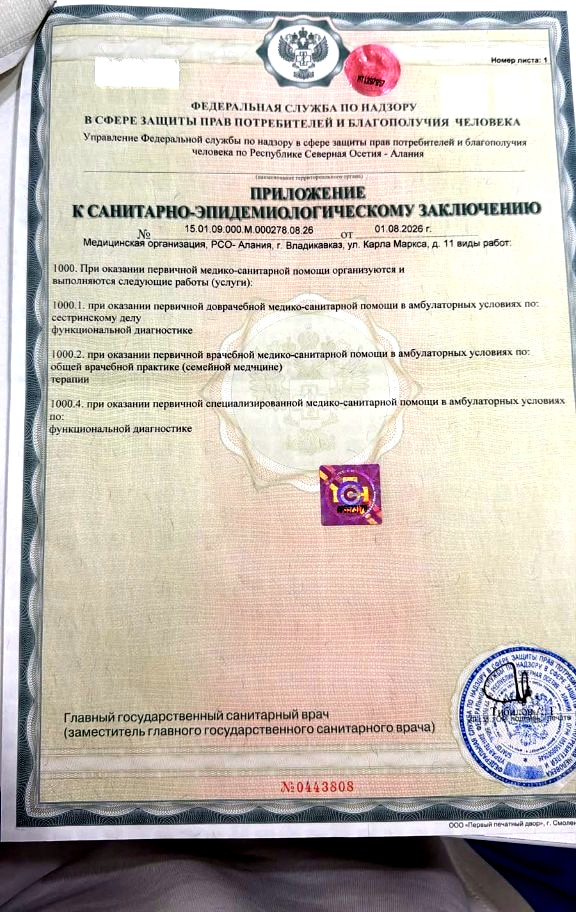 Номер листа: 1
ФЕДЕРАЛЬНАЯ СЛУЖБА ПО НАДЗОРУ
В СФЕРЕ ЗАЩИТЫ ПРАВ ПОТРЕБИТЕЛЕЙ И БЛАГОПОЛУЧИЯ ЧЕЛОВЕКА
Управление Федеральной службы по надзору в сфере защиты прав потребителей и благополучия
человека по Республике Северная Осетия - Алания
(наименование территориального органа)
ПРИЛОЖЕНИЕ
К САНИТАРНО-ЭПИДЕМИОЛОГИЧЕСКОМУ ЗАКЛЮЧЕНИЮ
№ 15.01.09.000.М.000278.08.26 от 01.08.2026 г.
Медицинская организация, РСО- Алания, г. Владикавказ, ул. Карла Маркса, д. 11 виды работ:
1000. При оказании первичной медико-санитарной помощи организуются и
выполняются следующие работы (услуги):
1000.1. при оказании первичной доврачебной медико-санитарной помощи в амбулаторных условиях по:
сестринскому делу
функциональной диагностике
1000.2. при оказании первичной врачебной медико-санитарной помощи в амбулаторных условиях по:
общей врачебной практике (семейной медчцине)
терапии
1000.4. при оказании первичной специализированной медико-санитарной помощи в амбулаторных условиях
по:
функциональной диагностике
Главный государственный санитарный врач
(заместитель главного государственного санитарного врача)
№0443808
ООО «Первый печатный двор», г. Смолен